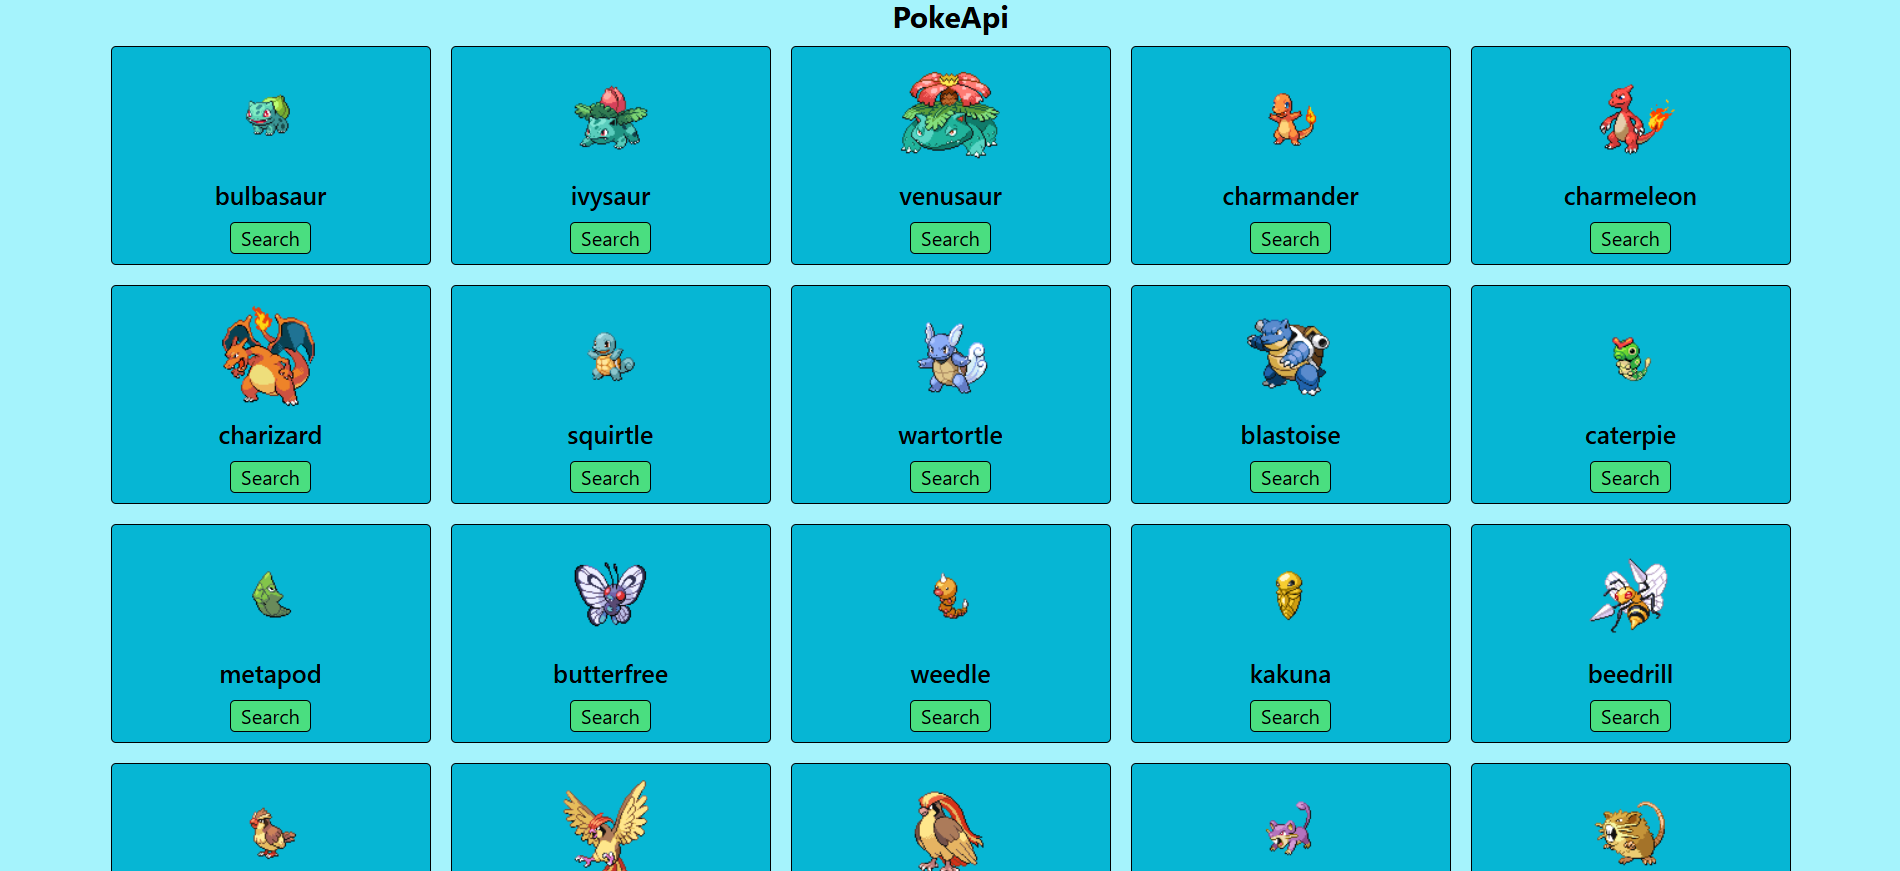 PokeApi
bulbasaur
Search
ivysaur
Search
venusaur
Search
charmander
Search
charmeleon
Search
charizard
Search
squirtle
Search
wartortle
Search
blastoise
Search
caterpie
Search
metapod
Search
butterfree
Search
weedle
Search
kakuna
Search
beedrill
Search